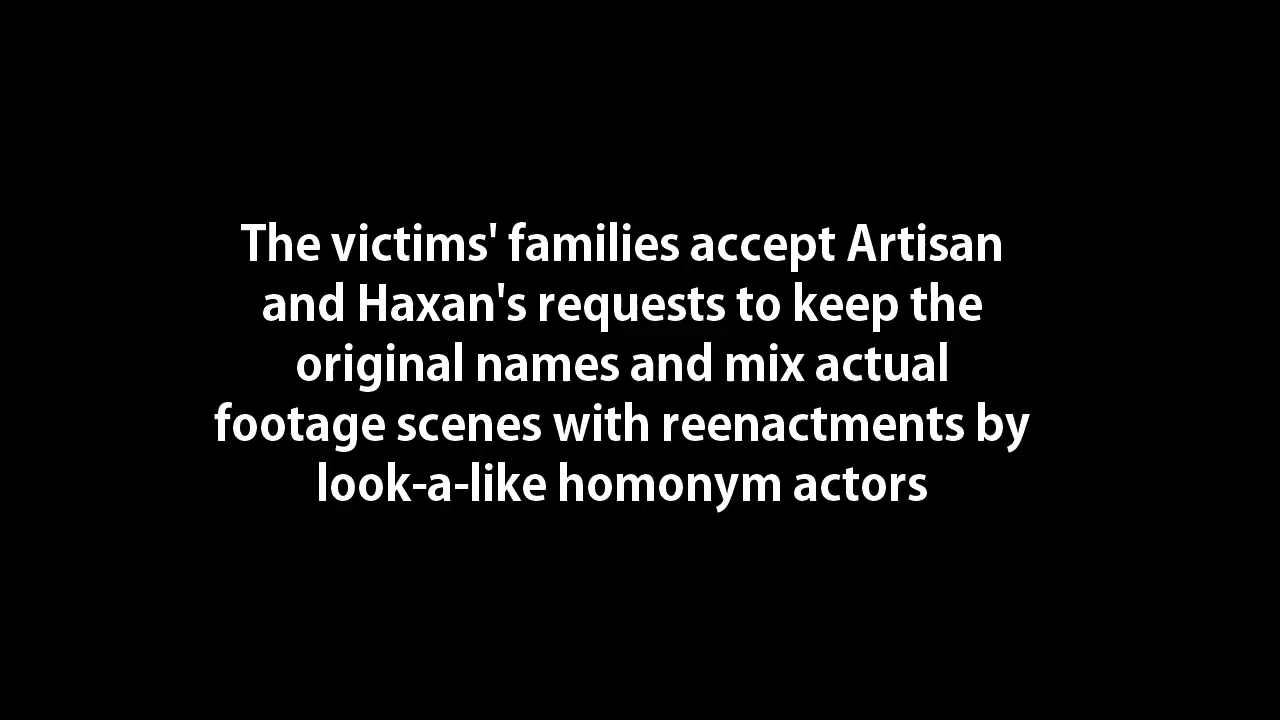 The victims' families accept Artisan
and Haxan's requests to keep the
original names and mix actual
footage scenes with reenactments by
look-a-like homonym actors